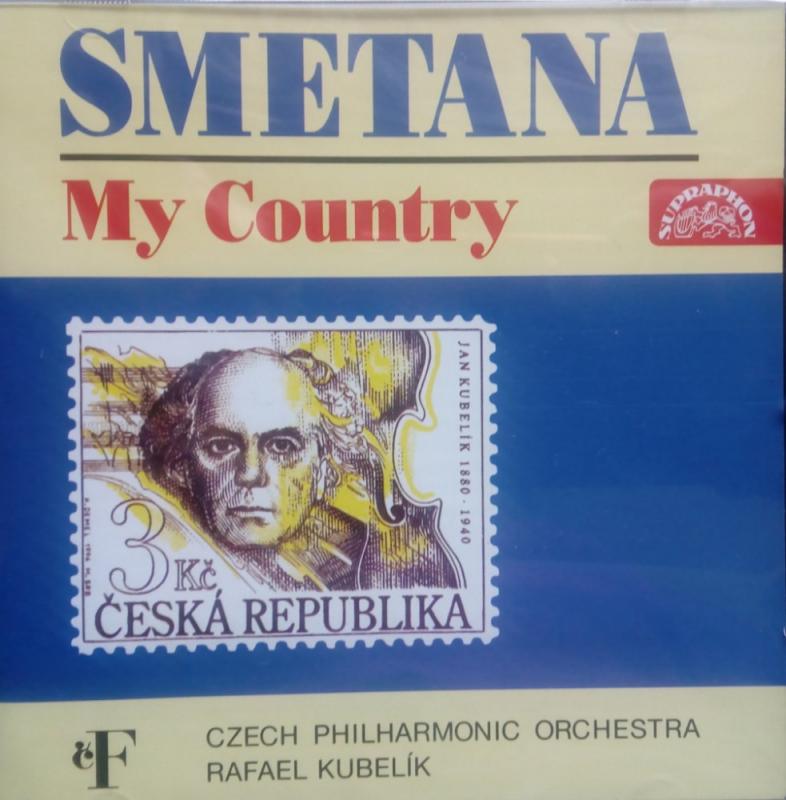 SMETANA
My Country
SUPRAPHON
JAN KUBELÍK 1880 - 1940
3 Kč
ČESKÁ REPUBLIKA
čF
CZECH PHILHARMONIC ORCHESTRA
RAFAEL KUBELÍK